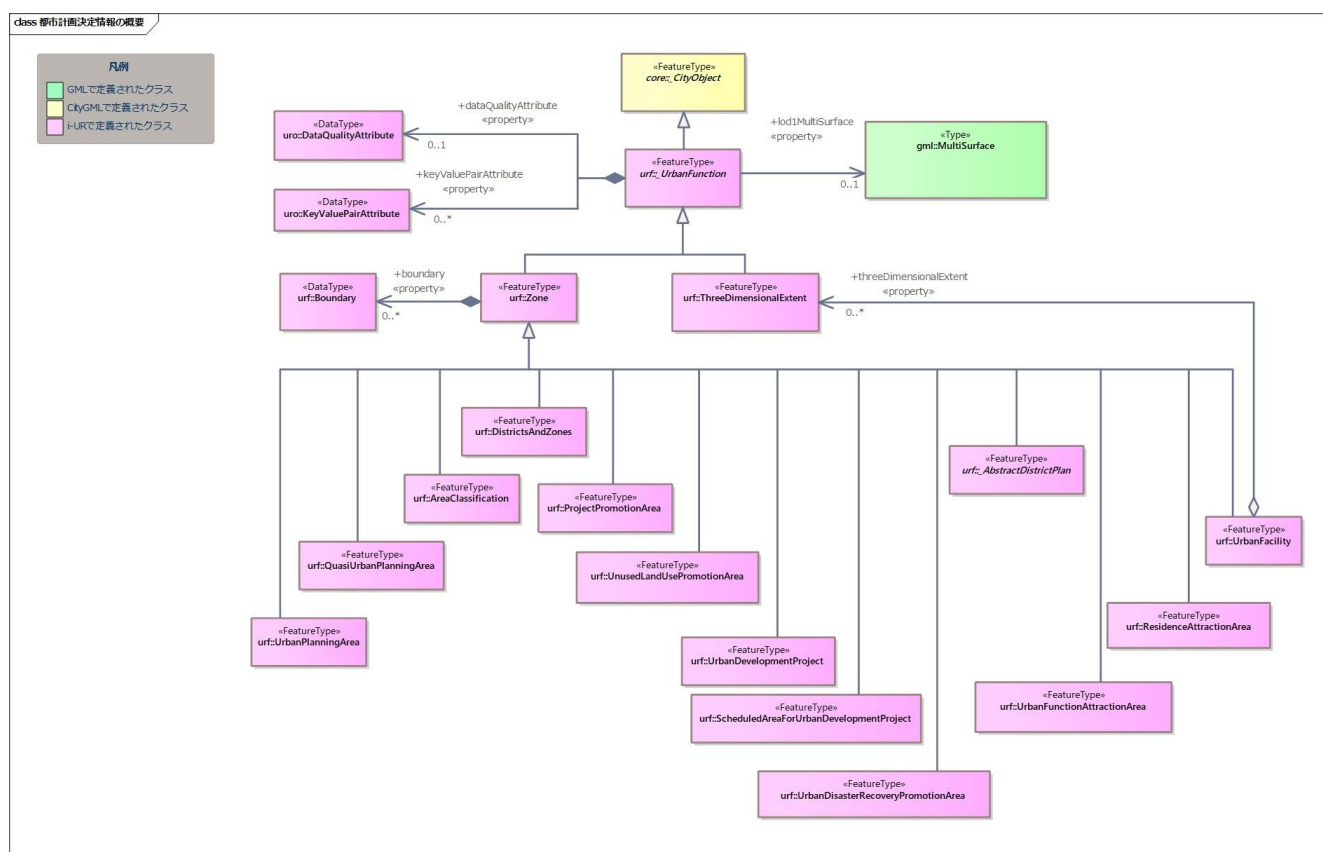 class 都市計画決定情報の概要
凡例
GMLで定義されたクラス
CityGMLで定義されたクラス
i-URで定義されたクラス
«FeatureType»
core::_CityObject
«DataType»
uro::DataQualityAttribute
+dataQualityAttribute
«property»
0..1
«FeatureType»
urf::_UrbanFunction
+lod1MultiSurface
«property»
0..1
«Type»
gml::MultiSurface
+keyValuePairAttribute
«property»
0..*
«DataType»
uro::KeyValuePairAttribute
«DataType»
urf::Boundary
+boundary
«property»
0..*
«FeatureType»
urf::Zone
«FeatureType»
urf::ThreeDimensionalExtent
+threeDimensionalExtent
«property»
0..*
«FeatureType»
urf::DistrictsAndZones
«FeatureType»
urf::_AbstractDistrictPlan
«FeatureType»
urf::AreaClassification
«FeatureType»
urf::ProjectPromotionArea
«FeatureType»
urf::UrbanFacility
«FeatureType»
urf::QuasiUrbanPlanningArea
«FeatureType»
urf::UnusedLandUsePromotionArea
«FeatureType»
urf::ResidenceAttractionArea
«FeatureType»
urf::UrbanPlanningArea
«FeatureType»
urf::UrbanDevelopmentProject
«FeatureType»
urf::UrbanFunctionAttractionArea
«FeatureType»
urf::ScheduledAreaForUrbanDevelopmentProject
«FeatureType»
urf::UrbanDisasterRecoveryPromotionArea